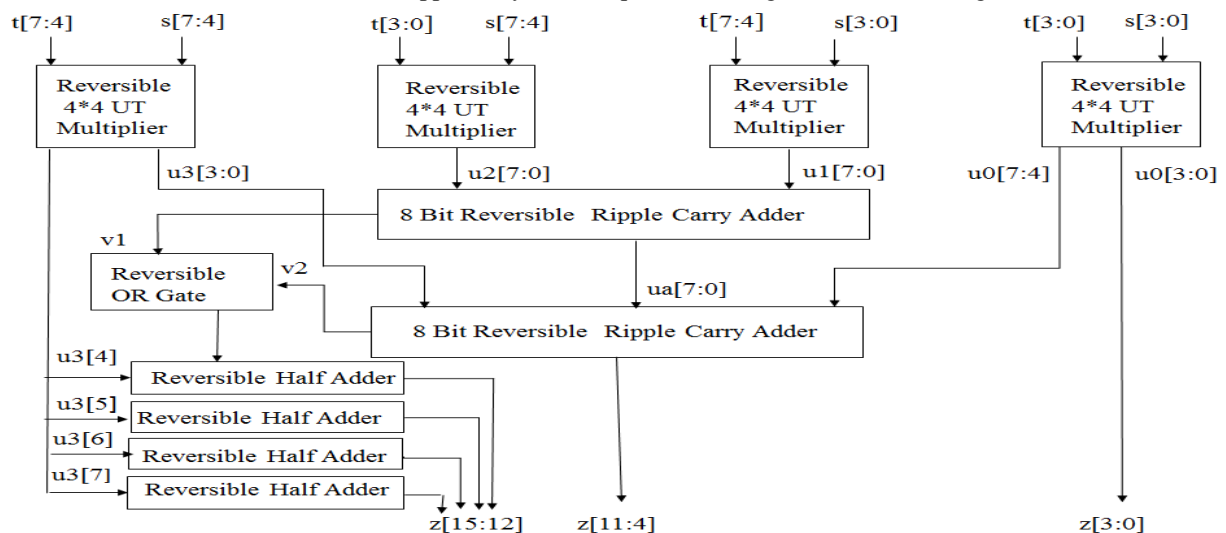 t[7:4] s[7:4] t[3:0] s[7:4] t[7:4] s[3:0] t[3:0] s[3:0]
Reversible
4*4 UT
Multiplier
Reversible
4*4 UT
Multiplier
Reversible
4*4 UT
Multiplier
Reversible
4*4 UT
Multiplier
u3[3:0] u2[7:0] u1[7:0] u0[7:4] u0[3:0]
8 Bit Reversible Ripple Carry Adder
v1
Reversible
OR Gate
v2
ua[7:0]
8 Bit Reversible Ripple Carry Adder
u3[4]
Reversible Half Adder
u3[5]
Reversible Half Adder
u3[6]
Reversible Half Adder
u3[7]
Reversible Half Adder
z[15:12] z[11:4] z[3:0]